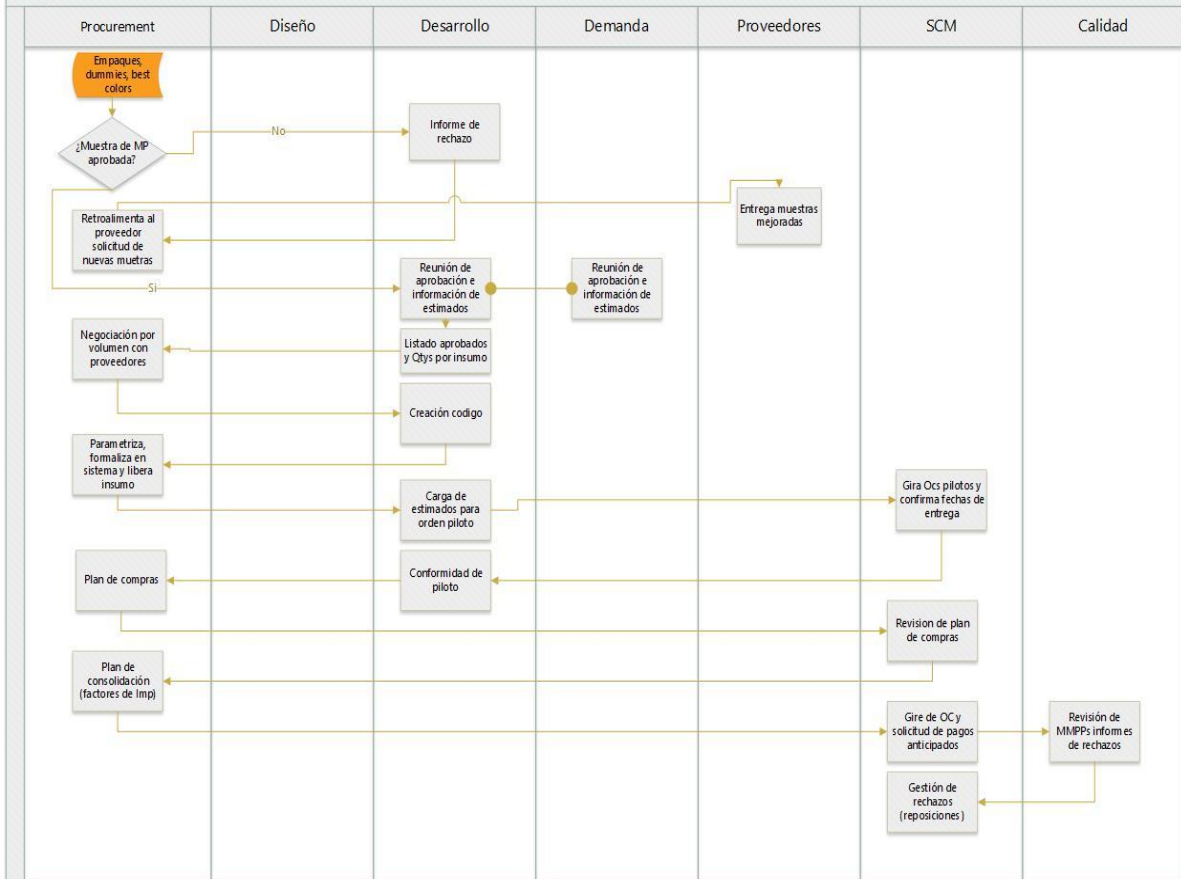 Procurement
Diseño
Desarrollo
Demanda
Proveedores
SCM
Calidad
Empaques,
dummies, best
colors
¿Muestra de MP
aprobada?
No
Informe de
rechazo
Retroalimenta al
proveedor
solicitud de
nuevas muetras
Entrega muestras
mejoradas
Si
Reunión de
aprobación e
información de
estimados
Reunión de
aprobación e
información de
estimados
Negociación por
volumen con
proveedores
Listado aprobados
y Qtys por insumo
Creación codigo
Parametriza,
formaliza en
sistema y libera
insumo
Carga de
estimados para
orden piloto
Gira Ocs pilotos y
confirma fechas de
entrega
Plan de compras
Conformidad de
piloto
Revision de plan
de compras
Plan de
consolidación
(factores de Imp)
Gire de OC y
solicitud de pagos
anticipados
Revisión de
MMPPs informes
de rechazos
Gestión de
rechazos
(reposiciones)